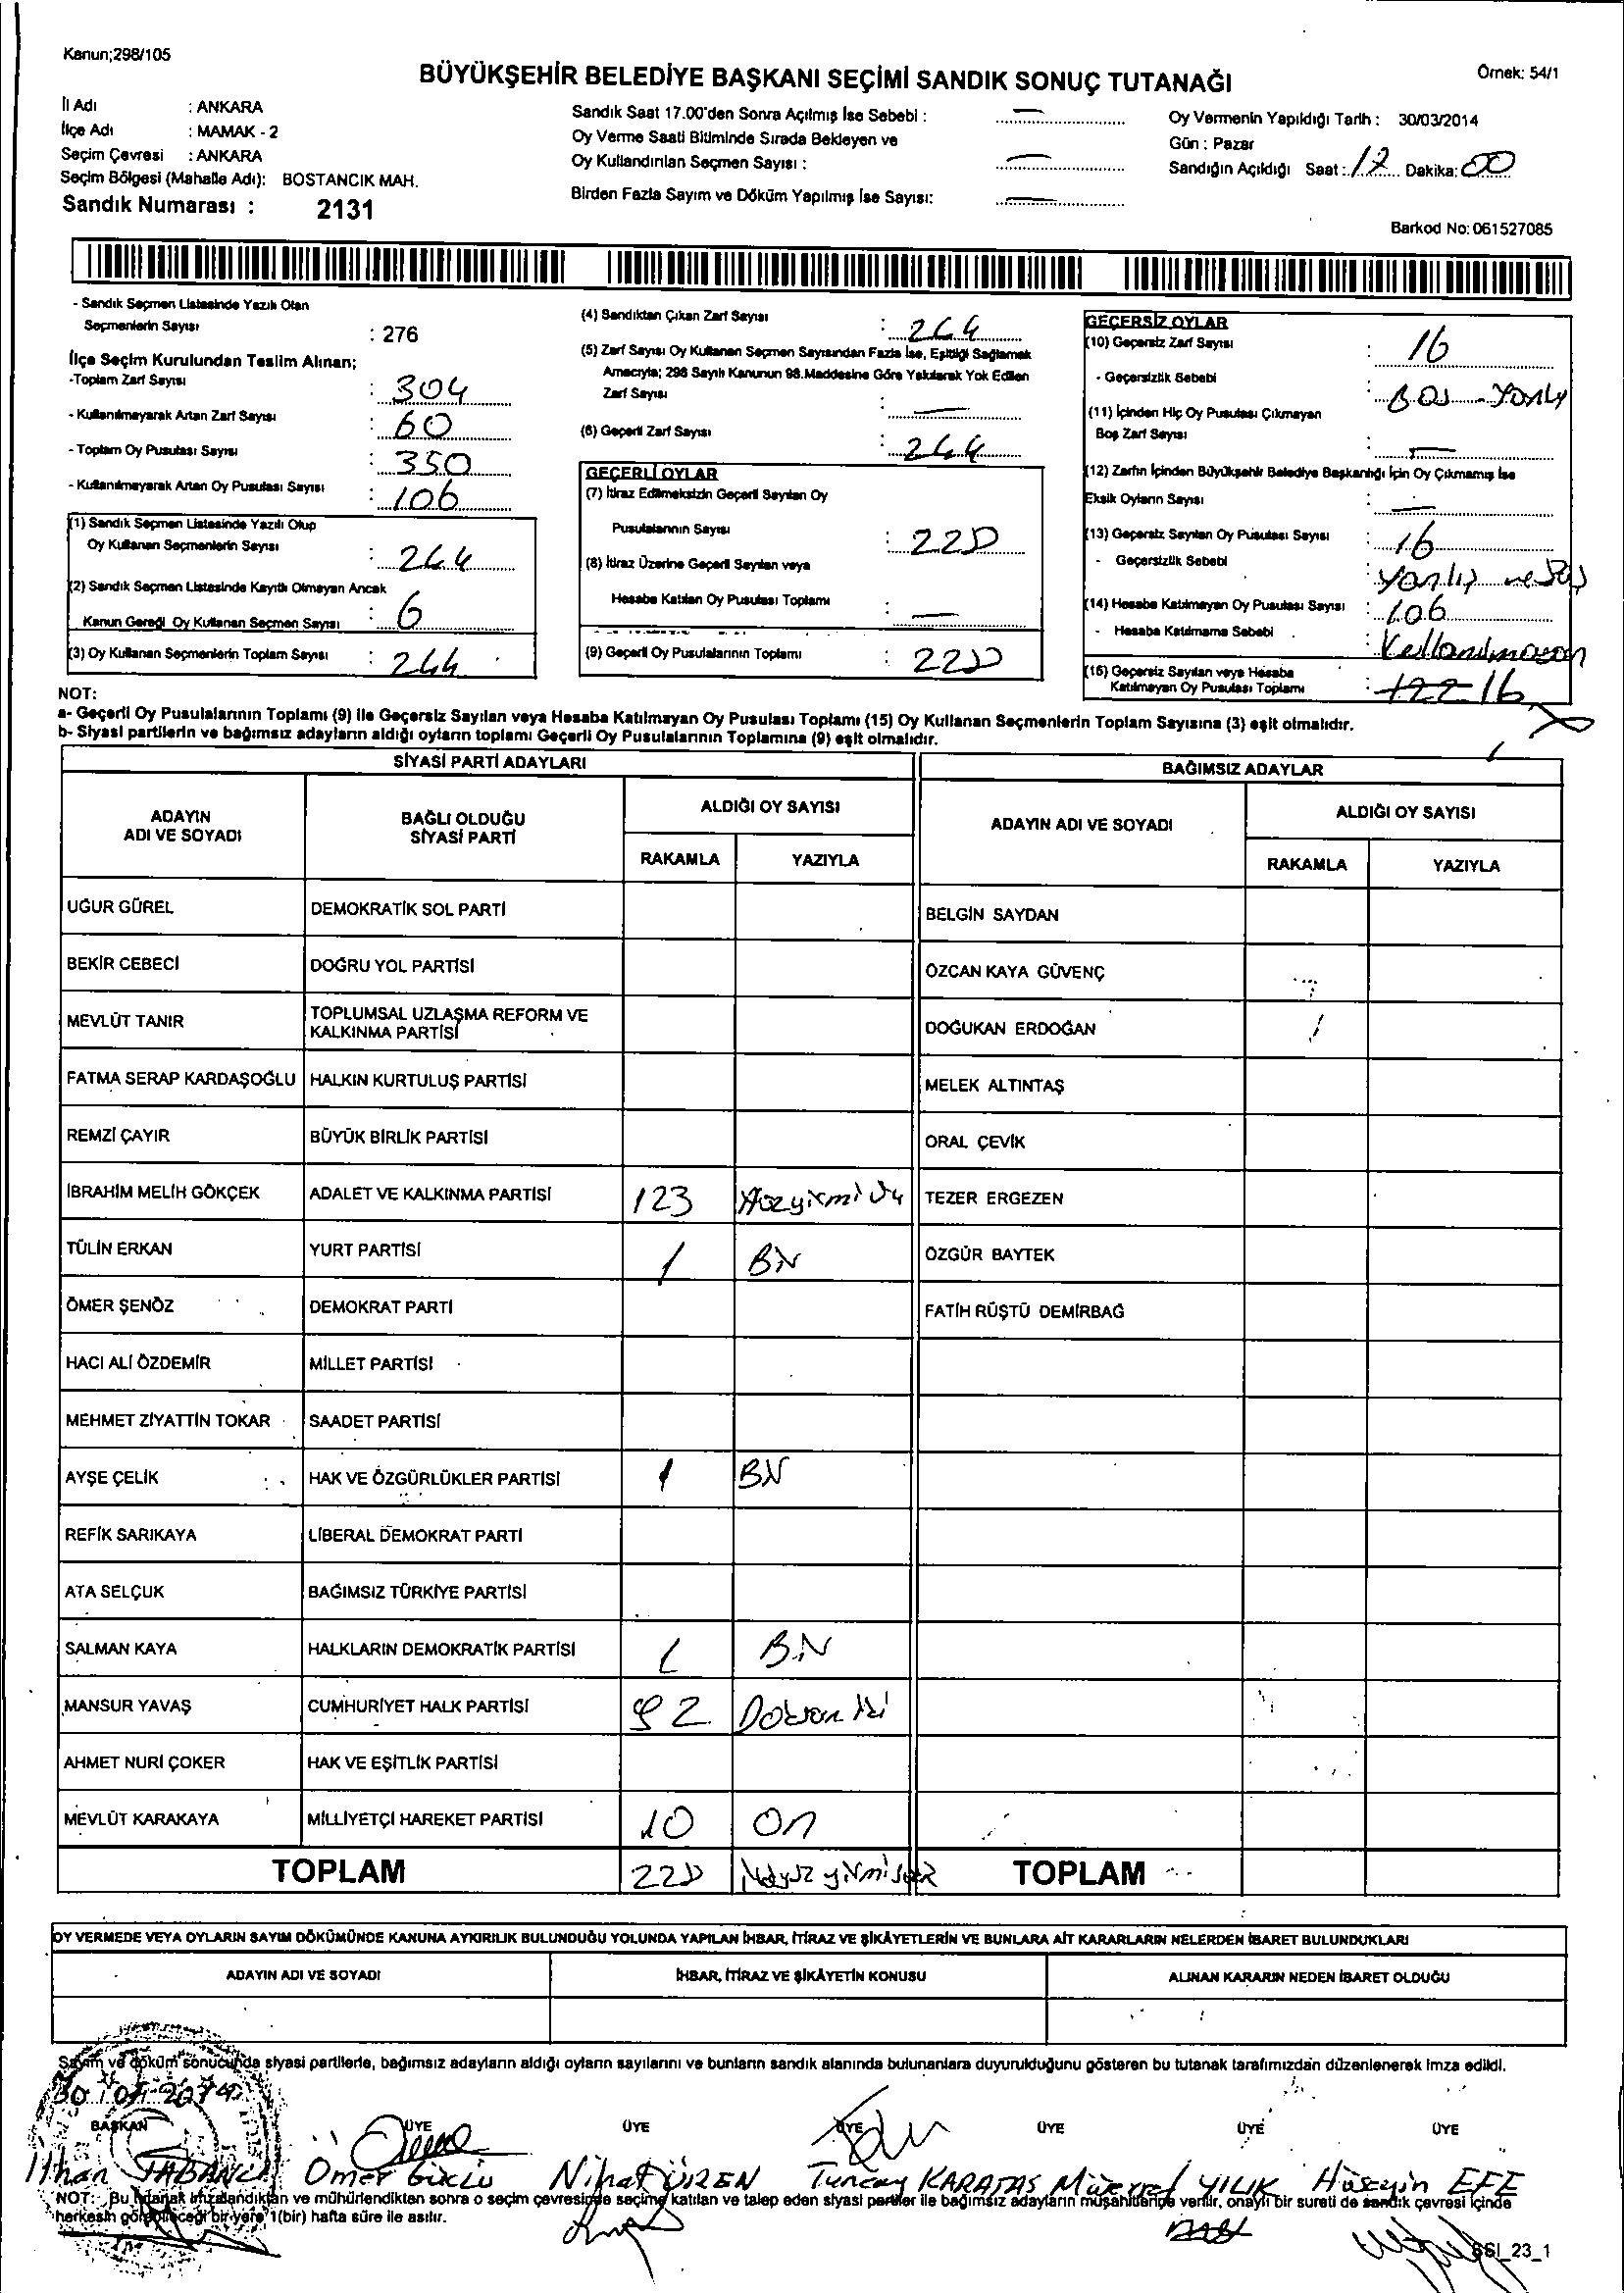 Kanun;298/105
BÜYÜKŞEHİR BELEDİYE BAŞKANI SEÇİMİ SANDIK SONUÇ TUTANAĞI
Örnek: 54/1
İl Adı : ANKARA
İlçe Adı : MAMAK - 2
Seçim Çevresi : ANKARA
Seçim Bölgesi (Mahalle Adı): BOSTANCIK MAH.
Sandık Numarası : 2131
Sandık Saat 17.00'den Sonra Açılmış İse Sebebi : —
Oy Verme Saati Bitiminde Sırada Bekleyen ve
Oy Kullandırılan Seçmen Sayısı : —
Birden Fazla Sayım ve Döküm Yapılmış İse Sayısı: —
Oy Vermenin Yapıldığı Tarih : 30/03/2014
Gün : Pazar
Sandığın Açıldığı Saat : 17 Dakika: 00
Barkod No: 061527085
- Sandık Seçmen Listesinde Yazılı Olan
Seçmenlerin Sayısı : 276
İlçe Seçim Kurulundan Teslim Alınan;
-Toplam Zarf Sayısı : 304
- Kullanılmayarak Artan Zarf Sayısı : 60
- Toplam Oy Pusulası Sayısı : 350
- Kullanılmayarak Artan Oy Pusulası Sayısı : 106
(1) Sandık Seçmen Listesinde Yazılı Olup
Oy Kullanan Seçmenlerin Sayısı : 244
(2) Sandık Seçmen Listesinde Kayıtlı Olmayan Ancak
Kanun Gereği Oy Kullanan Seçmen Sayısı : 6
(3) Oy Kullanan Seçmenlerin Toplam Sayısı : 244
(4) Sandıktan Çıkan Zarf Sayısı : 244
(5) Zarf Sayısı Oy Kullanan Seçmen Sayısından Fazla İse, Eşitliği Sağlamak
Amacıyla; 298 Sayılı Kanunun 98.Maddesine Göre Yakılarak Yok Edilen
Zarf Sayısı : —
(6) Geçerli Zarf Sayısı : 244
GEÇERLİ OYLAR
(7) İtiraz Edilmeksizin Geçerli Sayılan Oy
Pusulalarının Sayısı : 228
(8) İtiraz Üzerine Geçerli Sayılan veya
Hesaba Katılan Oy Pusulası Toplamı : —
(9) Geçerli Oy Pusulalarının Toplamı : 228
GEÇERSİZ OYLAR
(10) Geçersiz Zarf Sayısı : 16
- Geçersizlik Sebebi :
(11) İçinden Hiç Oy Pusulası Çıkmayan
Boş Zarf Sayısı : —
(12) Zarfın İçinden Büyükşehir Belediye Başkanlığı İçin Oy Çıkmamış İse
Eksik Oyların Sayısı : —
(13) Geçersiz Sayılan Oy Pusulası Sayısı : 16
- Geçersizlik Sebebi : Yanlış ve Boş
(14) Hesaba Katılmayan Oy Pusulası Sayısı : 106
- Hesaba Katılmama Sebebi : Kullanılmayan
(15) Geçersiz Sayılan veya Hesaba
Katılmayan Oy Pusulası Toplamı : 122 16
NOT:
a- Geçerli Oy Pusulalarının Toplamı (9) ile Geçersiz Sayılan veya Hesaba Katılmayan Oy Pusulası Toplamı (15) Oy Kullanan Seçmenlerin Toplam Sayısına (3) eşit olmalıdır.
b- Siyasi partilerin ve bağımsız adayların aldığı oyların toplamı Geçerli Oy Pusulalarının Toplamına (9) eşit olmalıdır.
SİYASİ PARTİ ADAYLARI
ADAYIN ADI VE SOYADI
BAĞLI OLDUĞU SİYASİ PARTİ
ALDIĞI OY SAYISI
RAKAMLA YAZIYLA
UĞUR GÜREL DEMOKRATİK SOL PARTİ
BEKİR CEBECİ DOĞRU YOL PARTİSİ
MEVLÜT TANIR TOPLUMSAL UZLAŞMA REFORM VE
KALKINMA PARTİSİ
FATMA SERAP KARDAŞOĞLU HALKIN KURTULUŞ PARTİSİ
REMZİ ÇAYIR BÜYÜK BİRLİK PARTİSİ
İBRAHİM MELİH GÖKÇEK ADALET VE KALKINMA PARTİSİ 123
TÜLİN ERKAN YURT PARTİSİ 1 BİR
ÖMER ŞENÖZ DEMOKRAT PARTİ
HACI ALİ ÖZDEMİR MİLLET PARTİSİ
MEHMET ZİYATTİN TOKAR SAADET PARTİSİ
AYŞE ÇELİK HAK VE ÖZGÜRLÜKLER PARTİSİ 1 BİR
REFİK SARIKAYA LİBERAL DEMOKRAT PARTİ
ATA SELÇUK BAĞIMSIZ TÜRKİYE PARTİSİ
SALMAN KAYA HALKLARIN DEMOKRATİK PARTİSİ 1 BİR
MANSUR YAVAŞ CUMHURİYET HALK PARTİSİ 92 Doksan iki
AHMET NURİ ÇOKER HAK VE EŞİTLİK PARTİSİ
MEVLÜT KARAKAYA MİLLİYETÇİ HAREKET PARTİSİ 10 On
TOPLAM 228
BAĞIMSIZ ADAYLAR
ADAYIN ADI VE SOYADI
ALDIĞI OY SAYISI
RAKAMLA YAZIYLA
BELGİN SAYDAN
ÖZCAN KAYA GÜVENÇ
DOĞUKAN ERDOĞAN
MELEK ALTINTAŞ
ORAL ÇEVİK
TEZER ERGEZEN
ÖZGÜR BAYTEK
FATİH RÜŞTÜ DEMİRBAĞ
TOPLAM
OY VERMEDE VEYA OYLARIN SAYIM DÖKÜMÜNDE KANUNA AYKIRILIK BULUNDUĞU YOLUNDA YAPILAN İHBAR, İTİRAZ VE ŞİKÂYETLERİN VE BUNLARA AİT KARARLARIN NELERDEN İBARET BULUNDUKLARI
ADAYIN ADI VE SOYADI İHBAR, İTİRAZ VE ŞİKÂYETİN KONUSU ALINAN KARARIN NEDEN İBARET OLDUĞU
Sayım ve döküm sonucunda siyasi partilerle, bağımsız adayların aldığı oyların sayılarını ve bunların sandık alanında bulunanlara duyurulduğunu gösteren bu tutanak tarafımızdan düzenlenerek imza edildi.
BAŞKAN ÜYE ÜYE ÜYE ÜYE ÜYE ÜYE
İlhan Ömer Güçlü Nihat Tuncay KARATAŞ YILIK Hüseyin EFE
NOT: Bu tutanak imzalandıktan ve mühürlendikten sonra o seçim çevresinde seçime katılan ve talep eden siyasi partiler ile bağımsız adayların müşahitlerine verilir, onaylı bir sureti de sandık çevresi içinde
herkesin görebileceği bir yere 1(bir) hafta süre ile asılır.
SSI_23_1